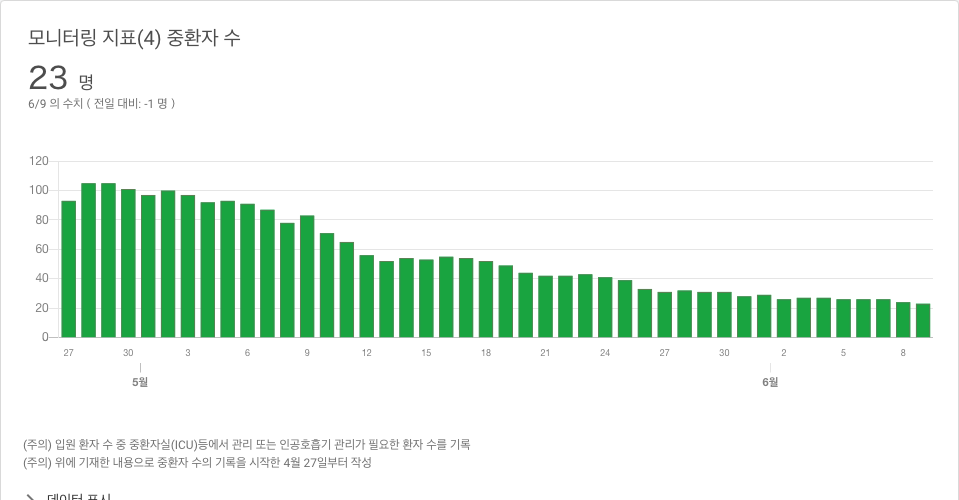 모니터링 지표(4) 중환자 수
23 명
6/9 의 수치 ( 전일 대비: -1 명 )
120
100
80
60
40
20
0
27 30 3 6 9 12 15 18 21 24 27 30 2 5 8
5월 6월
(주의) 입원 환자 수 중 중환자실(ICU)등에서 관리 또는 인공호흡기 관리가 필요한 환자 수를 기록
(주의) 위에 기재한 내용으로 중환자 수의 기록을 시작한 4월 27일부터 작성
데이터 표시